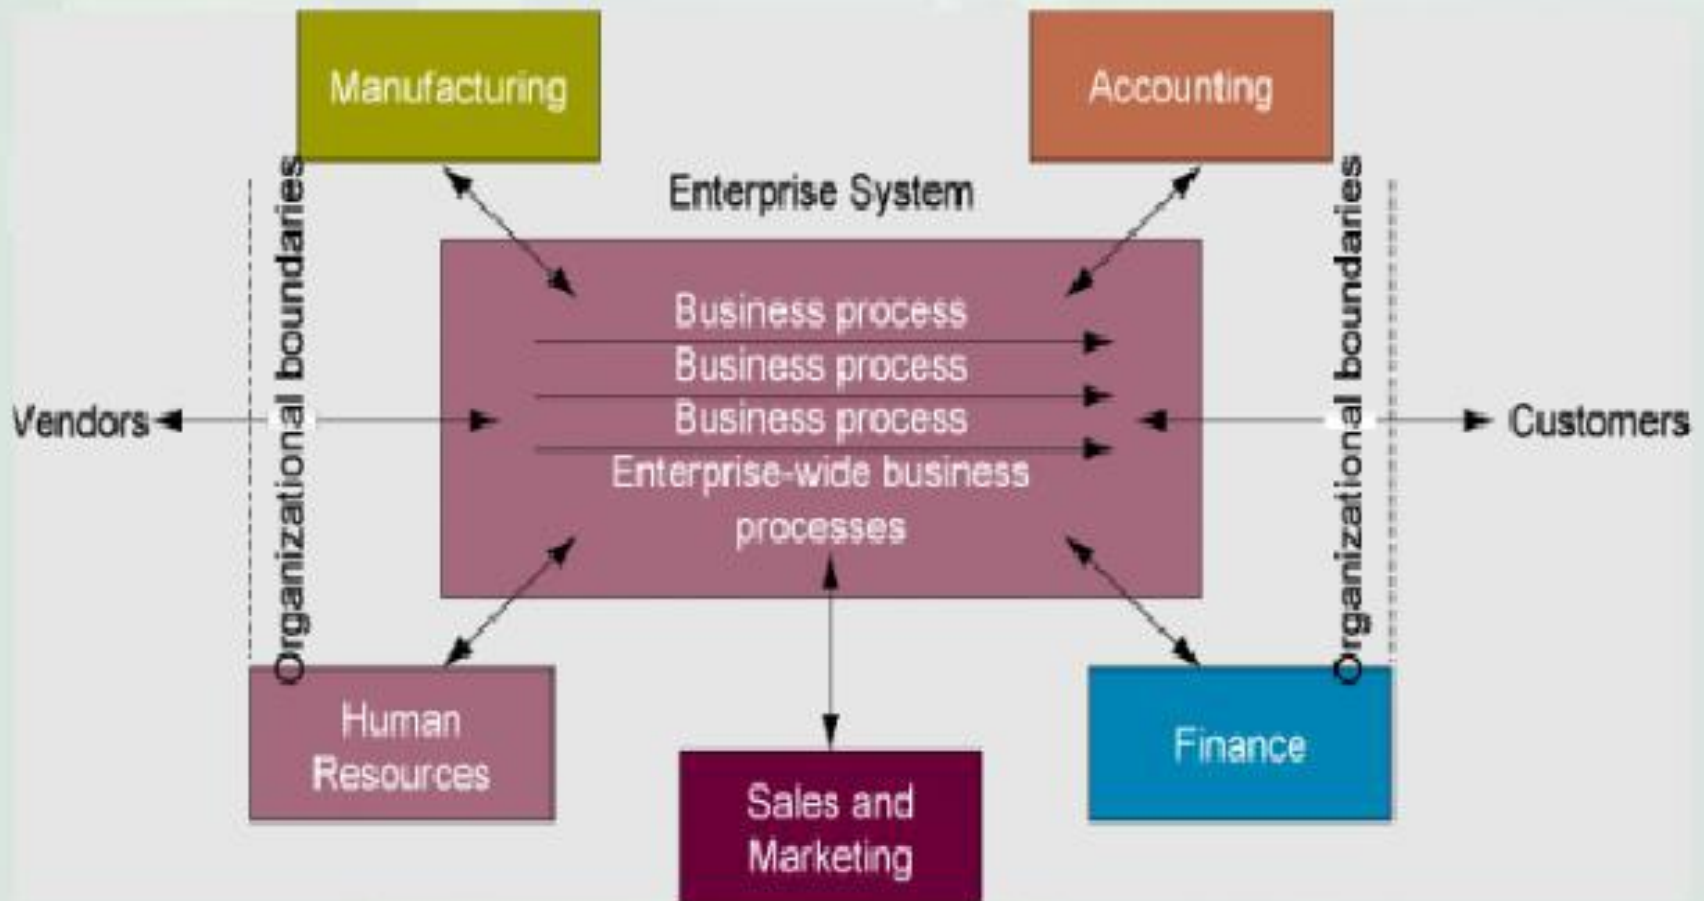 Manufacturing
Accounting
Enterprise System
Organizational boundaries
Organizational boundaries
Business process
Business process
Business process
Enterprise-wide business
processes
Vendors
Customers
Human
Resources
Sales and
Marketing
Finance